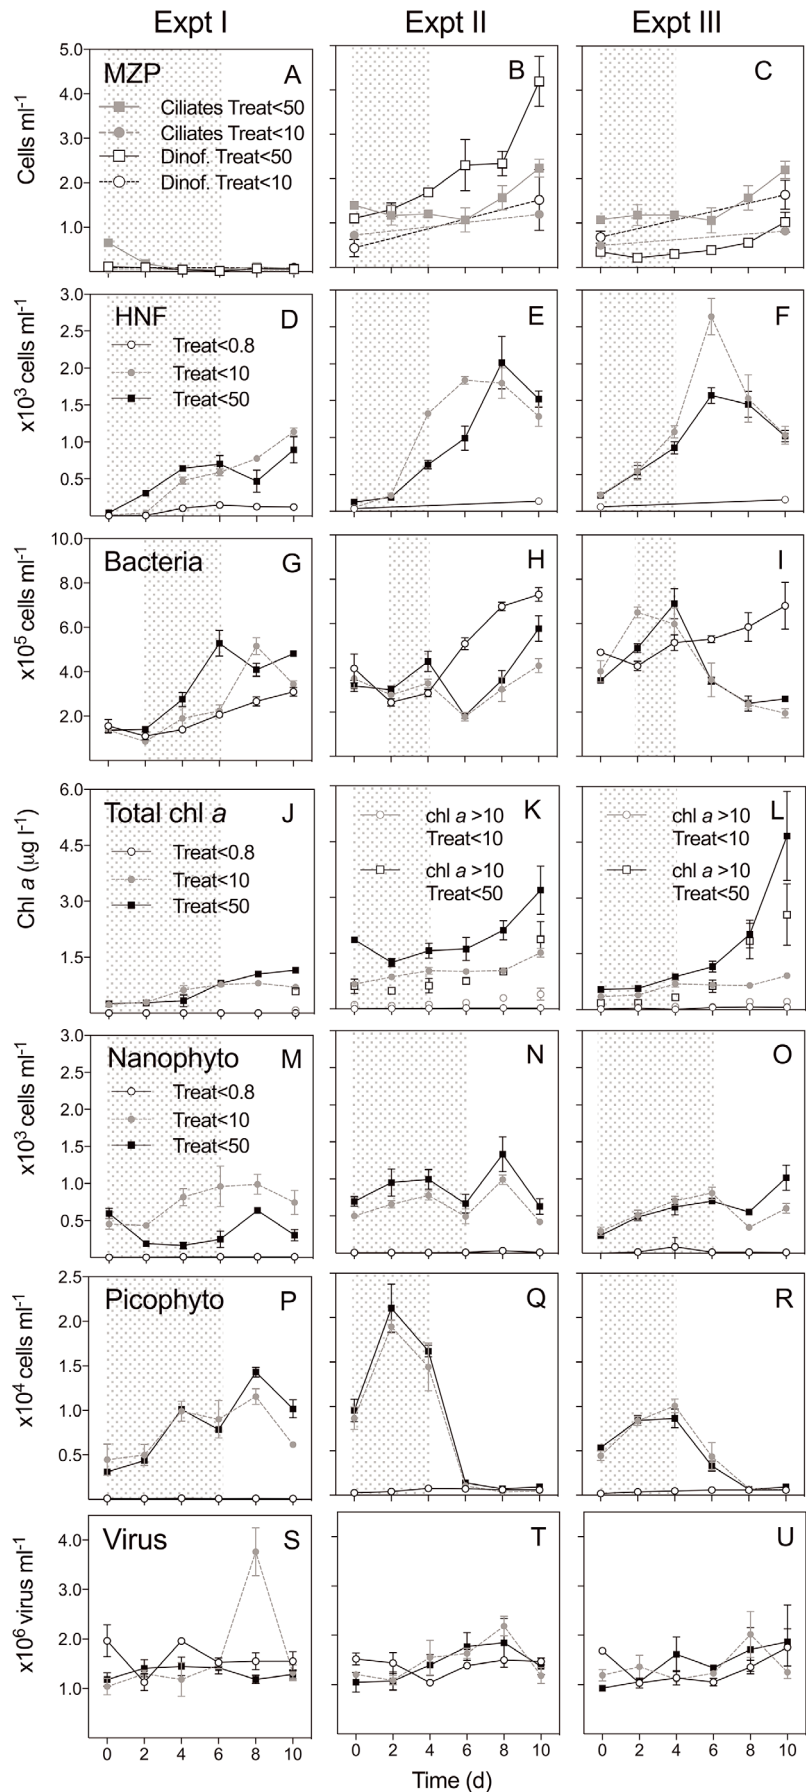 Expt I Expt II Expt III
5.0
4.0
3.0
2.0
1.0
Cells ml-1
MZP A
Ciliates Treat<50
Ciliates Treat<10
Dinof. Treat<50
Dinof. Treat<10
B
C
3.0
2.5
2.0
1.5
1.0
0.5
x10³ cells ml-1
HNF D
Treat<0.8
Treat<10
Treat<50
E
F
10.0
8.0
6.0
4.0
2.0
x10⁵ cells ml-1
Bacteria G
H
I
6.0
4.5
3.0
1.5
Chl a (µg l-1)
Total chl a J
Treat<0.8
Treat<10
Treat<50
K
chl a >10
Treat<10
chl a >10
Treat<50
L
chl a >10
Treat<10
chl a >10
Treat<50
3.0
2.5
2.0
1.5
1.0
0.5
x10³ cells ml-1
Nanophyto M
Treat<0.8
Treat<10
Treat<50
N
O
2.5
2.0
1.5
1.0
0.5
x10⁴ cells ml-1
Picophyto P
Q
R
4.0
3.0
2.0
1.0
x10⁶ virus ml-1
Virus S
T
U
0 2 4 6 8 10 0 2 4 6 8 10 0 2 4 6 8 10
Time (d)